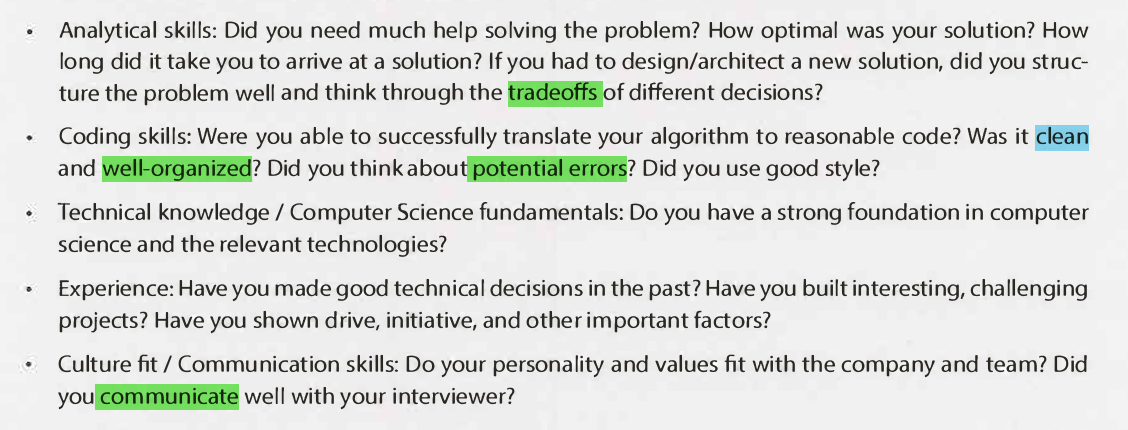 • Analytical skills: Did you need much help solving the problem? How optimal was your solution? How
long did it take you to arrive at a solution? If you had to design/architect a new solution, did you struc-
ture the problem well and think through the tradeoffs of different decisions?
• Coding skills: Were you able to successfully translate your algorithm to reasonable code? Was it clean
and well-organized? Did you think about potential errors? Did you use good style?
• Technical knowledge / Computer Science fundamentals: Do you have a strong foundation in computer
science and the relevant technologies?
• Experience: Have you made good technical decisions in the past? Have you built interesting, challenging
projects? Have you shown drive, initiative, and other important factors?
• Culture fit / Communication skills: Do your personality and values fit with the company and team? Did
you communicate well with your interviewer?